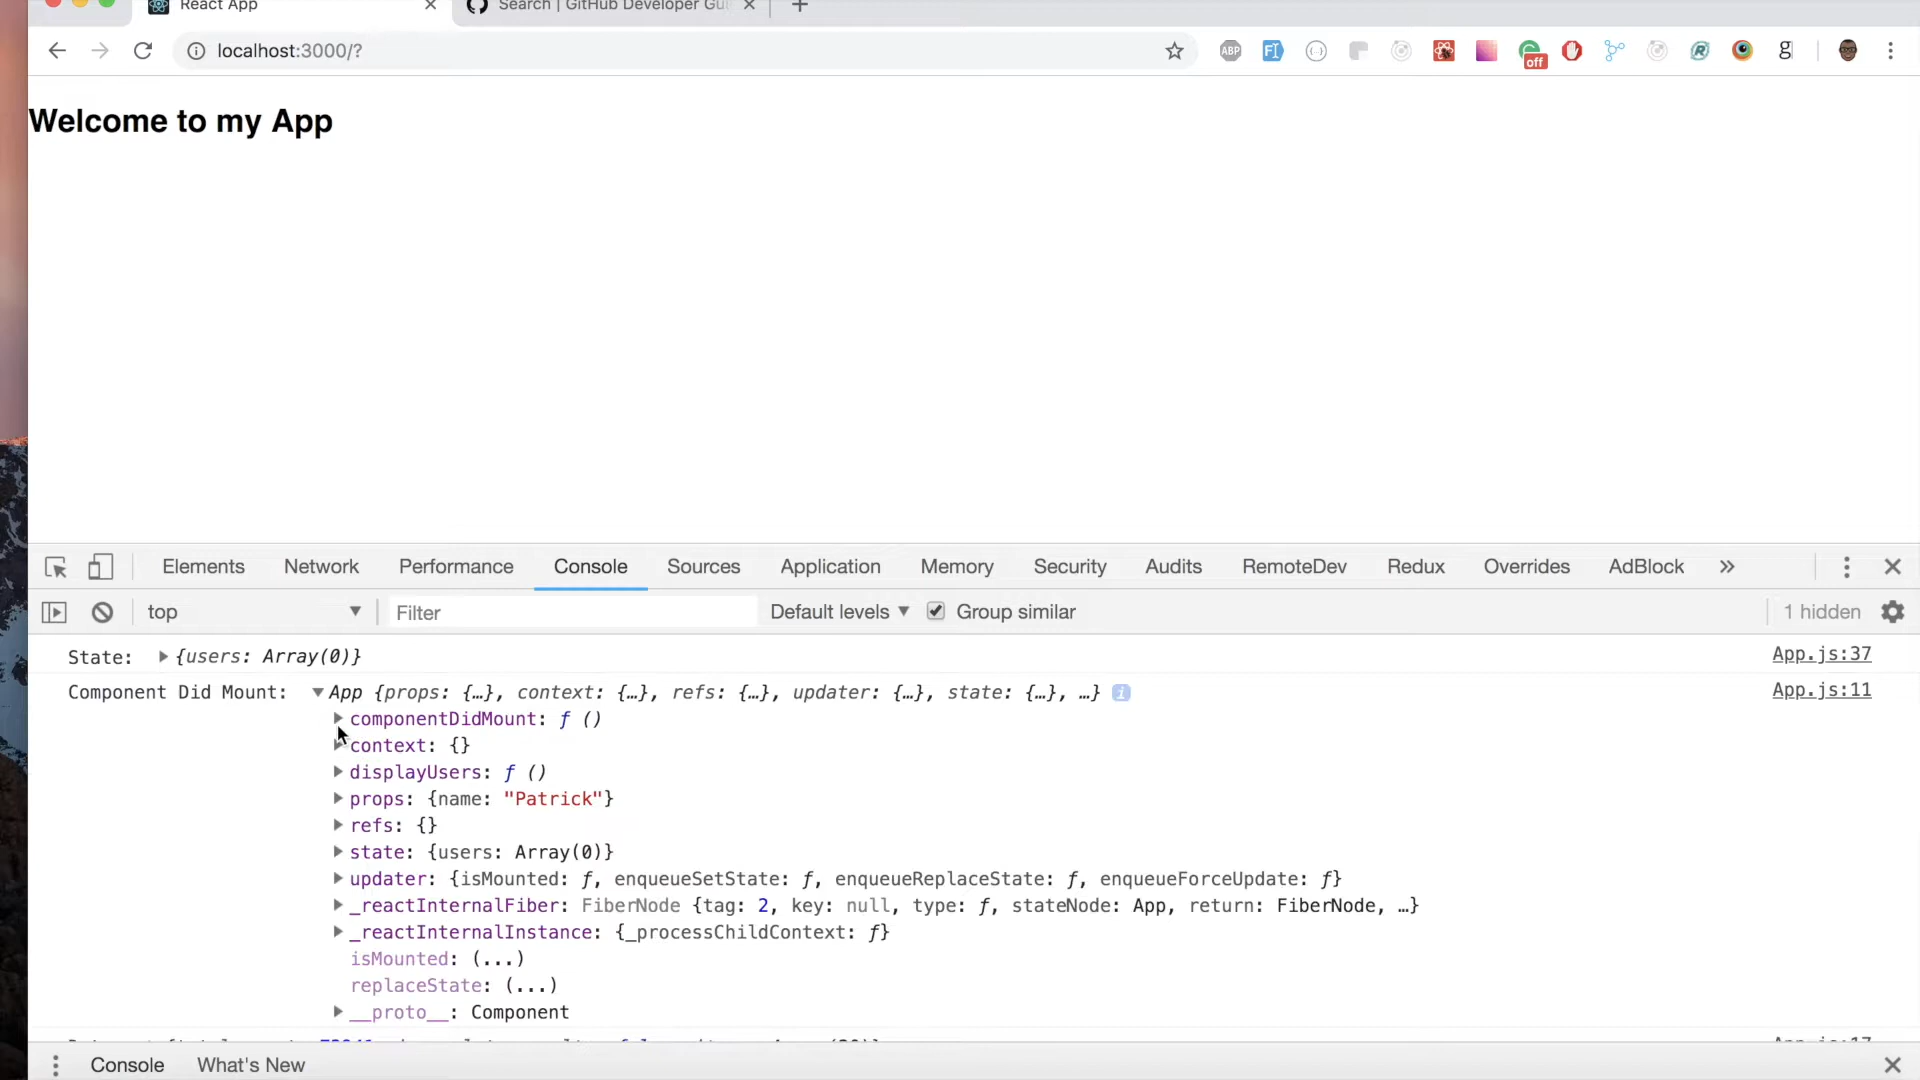 React App
Search | GitHub Developer Gui
localhost:3000/?
ABP
off
g
Welcome to my App
Elements Network Performance Console Sources Application Memory Security Audits RemoteDev Redux Overrides AdBlock »
top Filter Default levels ▼ Group similar 1 hidden
State: ▶{users: Array(0)} App.js:37
Component Did Mount: ▼App {props: {…}, context: {…}, refs: {…}, updater: {…}, state: {…}, …} i App.js:11
▶componentDidMount: ƒ ()
▶context: {}
▶displayUsers: ƒ ()
▶props: {name: "Patrick"}
▶refs: {}
▶state: {users: Array(0)}
▶updater: {isMounted: ƒ, enqueueSetState: ƒ, enqueueReplaceState: ƒ, enqueueForceUpdate: ƒ}
▶_reactInternalFiber: FiberNode {tag: 2, key: null, type: ƒ, stateNode: App, return: FiberNode, …}
▶_reactInternalInstance: {_processChildContext: ƒ}
isMounted: (...)
replaceState: (...)
▶__proto__: Component
Console What's New